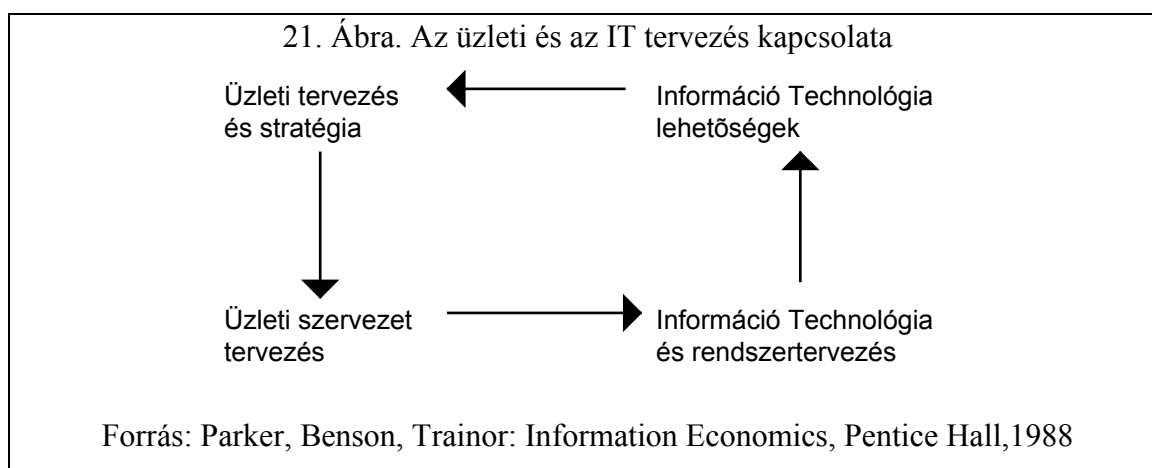 21. Ábra. Az üzleti és az IT tervezés kapcsolata
Üzleti tervezés
és stratégia
Információ Technológia
lehetõségek
Üzleti szervezet
tervezés
Információ Technológia
és rendszertervezés
Forrás: Parker, Benson, Trainor: Information Economics, Pentice Hall,1988